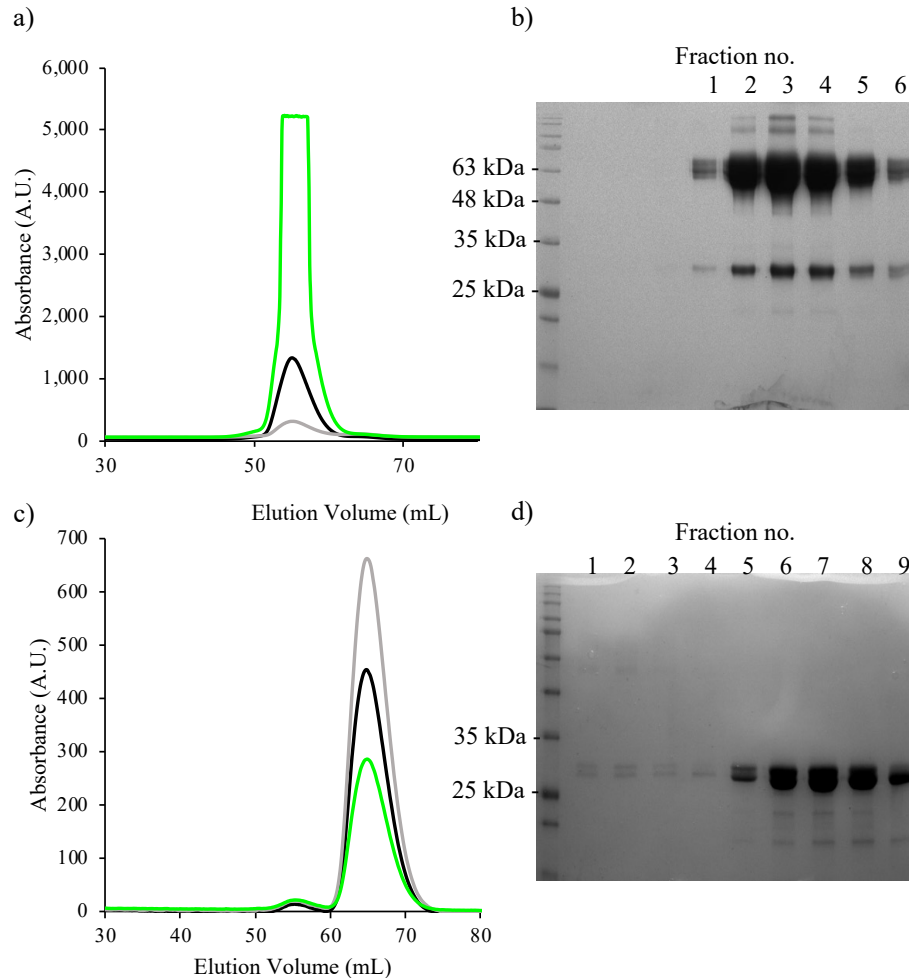 a)
6,000
5,000
4,000
3,000
2,000
1,000
0
30
50
70
Absorbance (A.U.)
Elution Volume (mL)
b)
Fraction no.
1 2 3 4 5 6
63 kDa
48 kDa
35 kDa
25 kDa
c)
700
600
500
400
300
200
100
0
30 40 50 60 70 80 90
Absorbance (A.U.)
Elution Volume (mL)
d)
Fraction no.
1 2 3 4 5 6 7 8 9
35 kDa
25 kDa